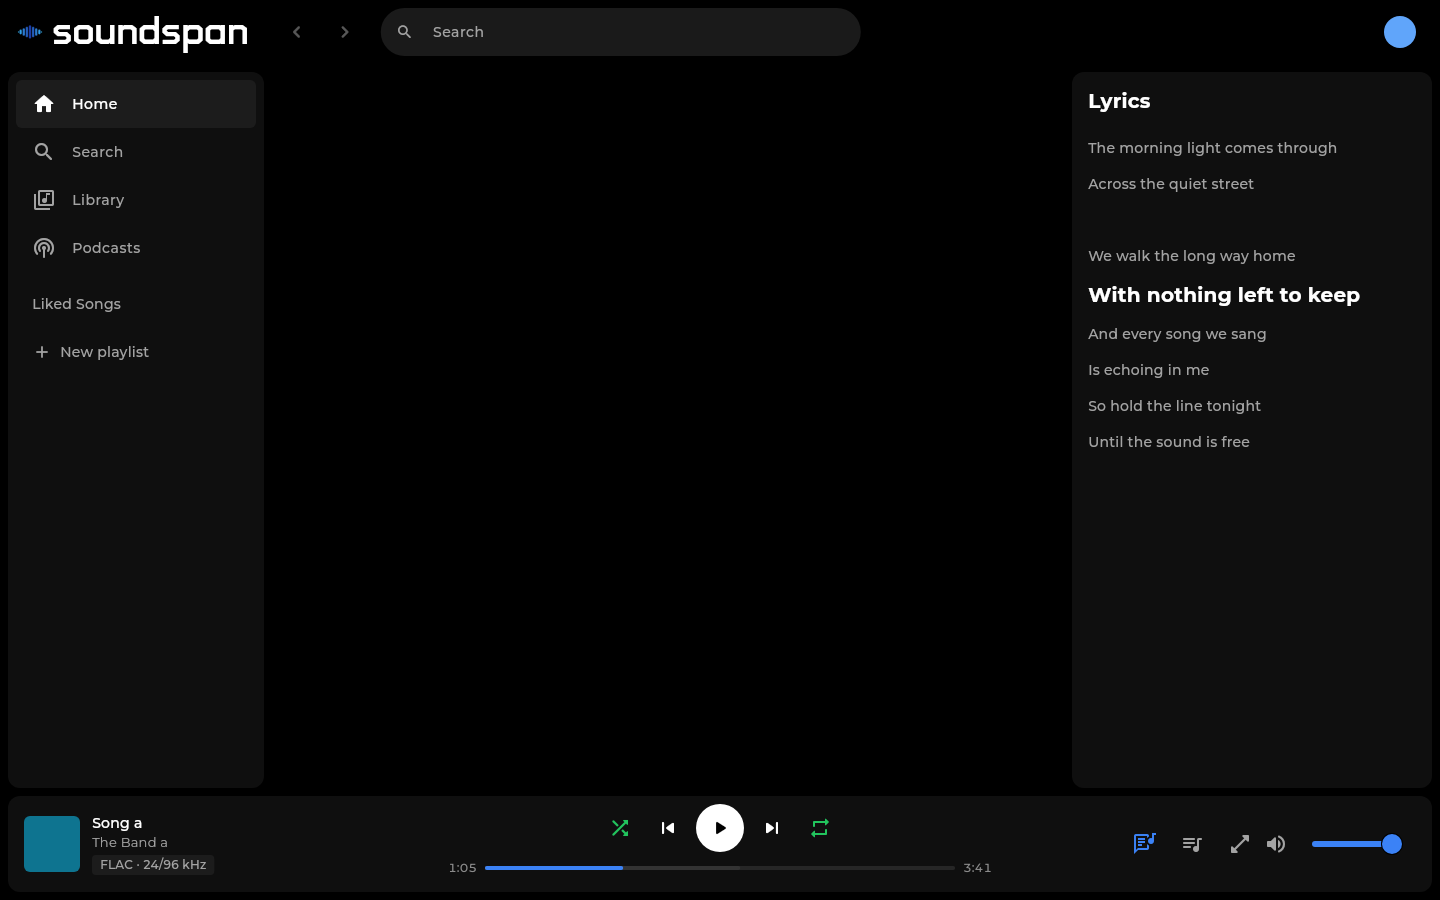 soundspan
Search
Home
Search
Library
Podcasts
Liked Songs
New playlist
Lyrics
The morning light comes through
Across the quiet street
We walk the long way home
With nothing left to keep
And every song we sang
Is echoing in me
So hold the line tonight
Until the sound is free
Song a
The Band a
FLAC · 24/96 kHz
1:05
3:41